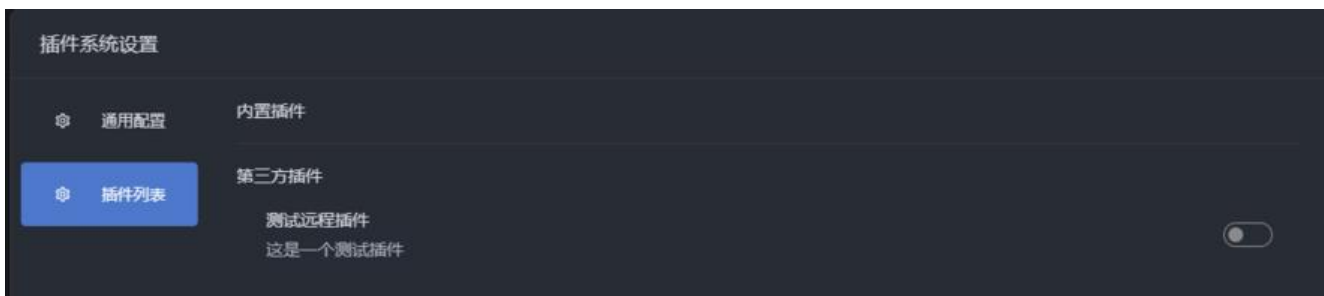 插件系统设置
通用配置
内置插件
插件列表
第三方插件
测试远程插件
这是一个测试插件